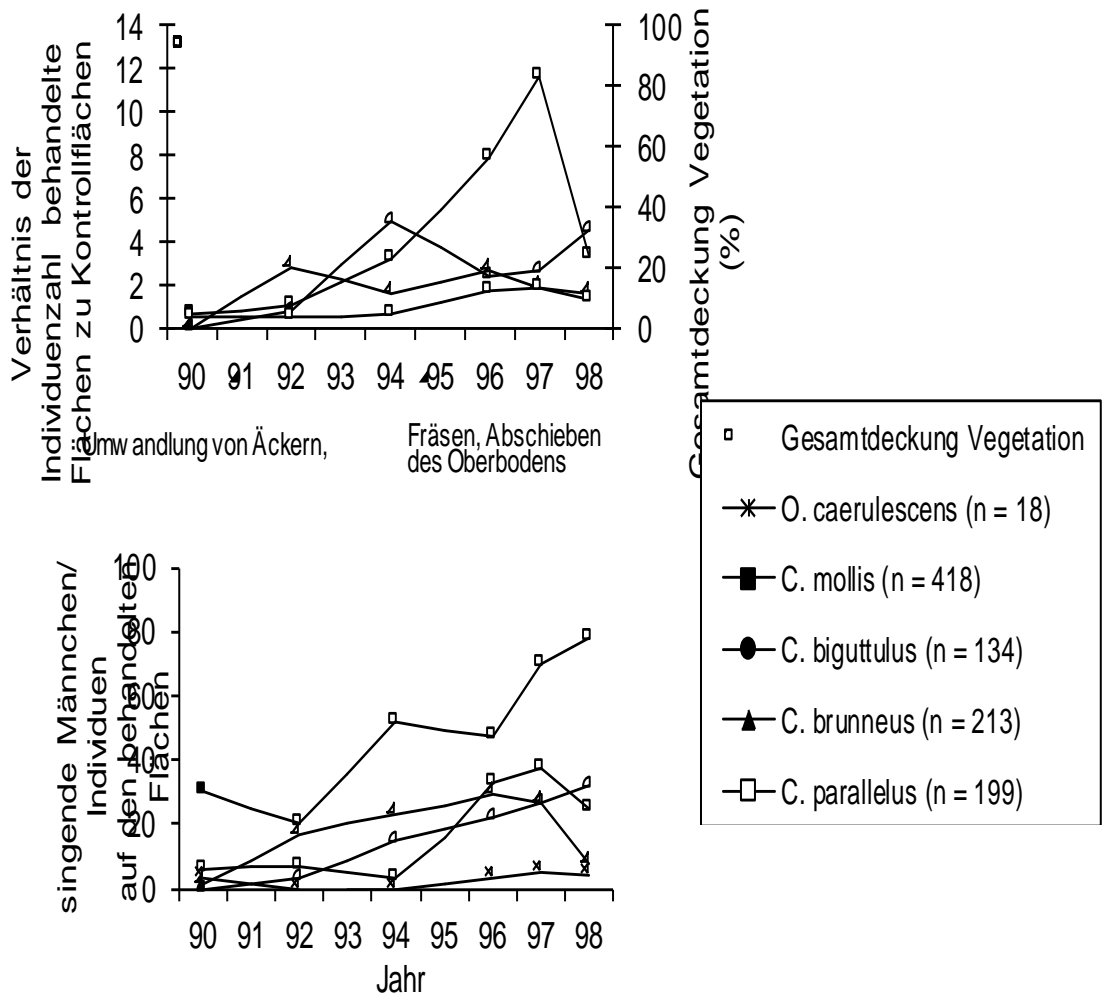 Verhältnis der
Individuenzahl behandelte
Flächen zu Kontrollflächen
14
12
10
8
6
4
2
0
100
80
60
40
20
0
Gesamtdeckung Vegetation
(%)
90 91 92 93 94 95 96 97 98
Umwandlung von Äckern,
Fräsen, Abschieben
des Oberbodens
Gesamtdeckung Vegetation
O. caerulescens (n = 18)
C. mollis (n = 418)
C. biguttulus (n = 134)
C. brunneus (n = 213)
C. parallelus (n = 199)
singende Männchen/
Individuen
auf den behandelten
Flächen
100
80
60
40
20
0
90 91 92 93 94 95 96 97 98
Jahr